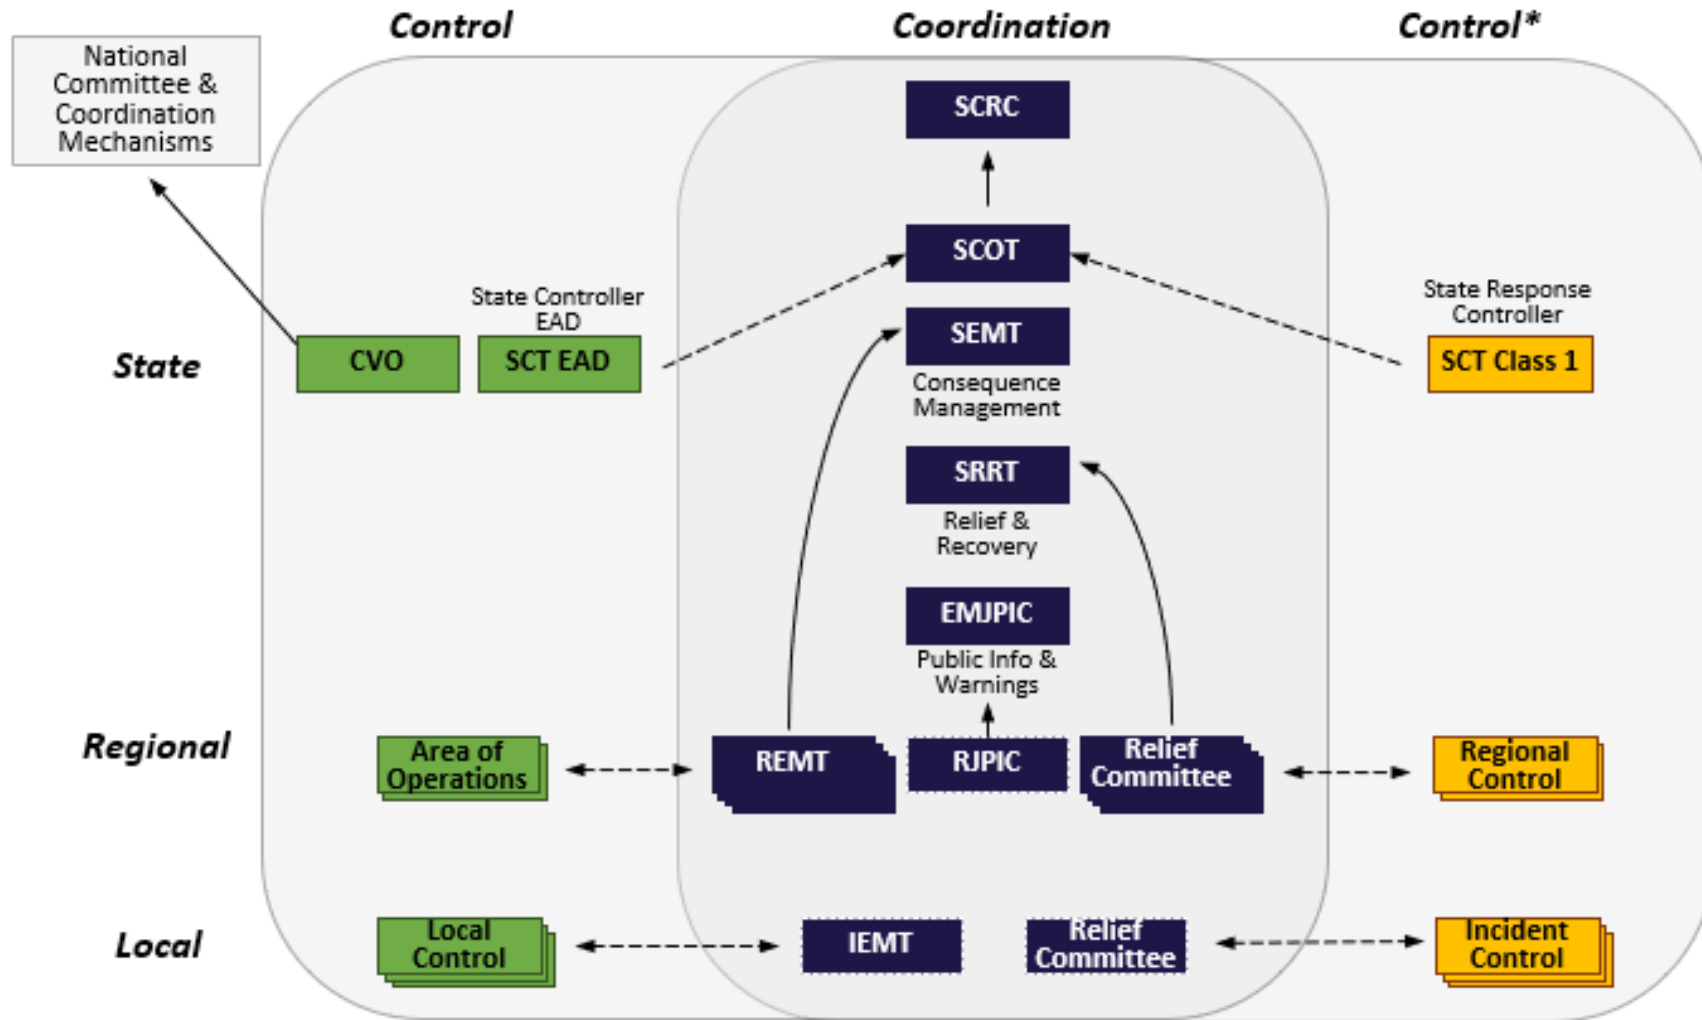 Control
Coordination
Control*
National
Committee &
Coordination
Mechanisms
SCRC
SCOT
State Controller
EAD
State Response
Controller
SEMT
State
CVO
SCT EAD
SCT Class 1
Consequence
Management
SRRT
Relief &
Recovery
EMJPIC
Public Info &
Warnings
Regional
Area of
Operations
REMT
RJPIC
Relief
Committee
Regional
Control
Local
Local
Control
IEMT
Relief
Committee
Incident
Control